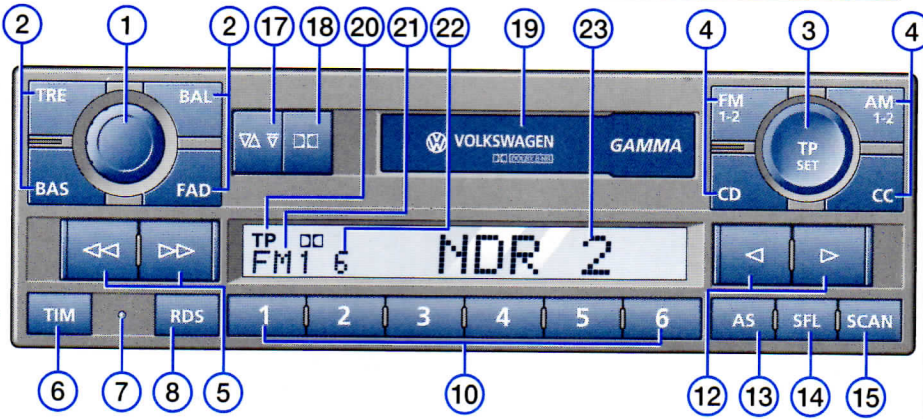 2 1 2 17 18 20 21 22 19 23 4 3 4
TRE BAL
BAS FAD
VOLKSWAGEN GAMMA
DOLBY B NR
FM
1-2
AM
1-2
TP
SET
CD CC
TP
FM1 6 NDR 2
TIM RDS 1 2 3 4 5 6 AS SFL SCAN
6 7 8 5 10 12 13 14 15